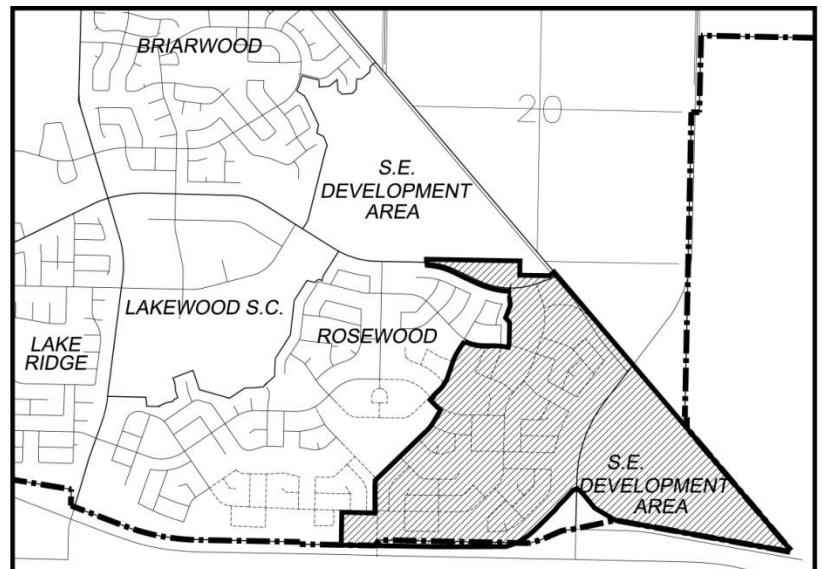 BRIARWOOD
20
S.E.
DEVELOPMENT
AREA
LAKEWOOD S.C.
ROSEWOOD
LAKE
RIDGE
S.E.
DEVELOPMENT
AREA